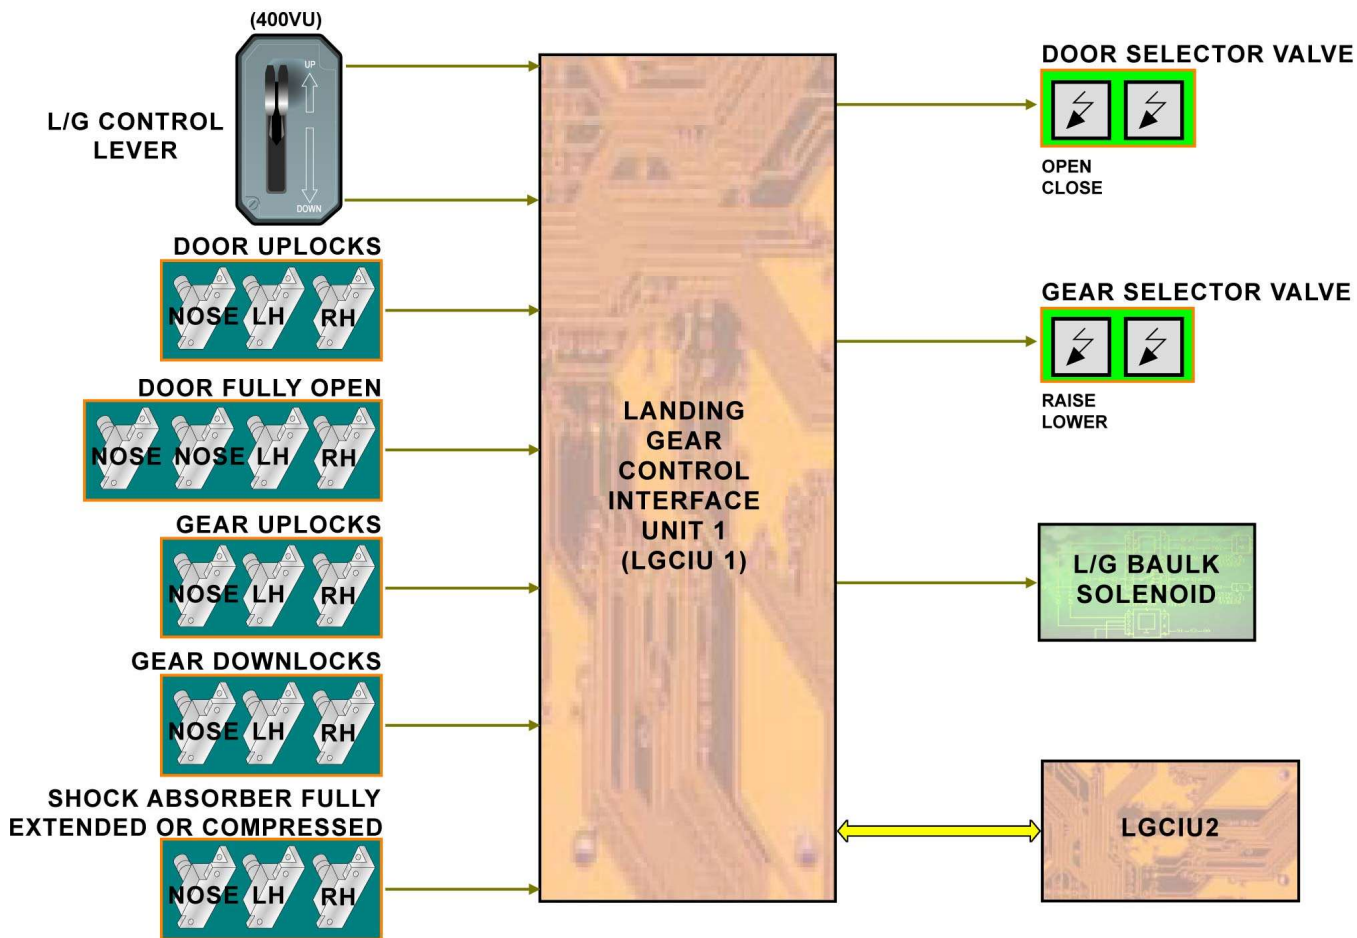 (400VU)
UP
L/G CONTROL
LEVER
DOWN
DOOR UPLOCKS
NOSE LH RH
DOOR FULLY OPEN
NOSE NOSE LH RH
GEAR UPLOCKS
NOSE LH RH
GEAR DOWNLOCKS
NOSE LH RH
SHOCK ABSORBER FULLY
EXTENDED OR COMPRESSED
NOSE LH RH
LANDING
GEAR
CONTROL
INTERFACE
UNIT 1
(LGCIU 1)
DOOR SELECTOR VALVE
OPEN
CLOSE
GEAR SELECTOR VALVE
RAISE
LOWER
L/G BAULK
SOLENOID
LGCIU2